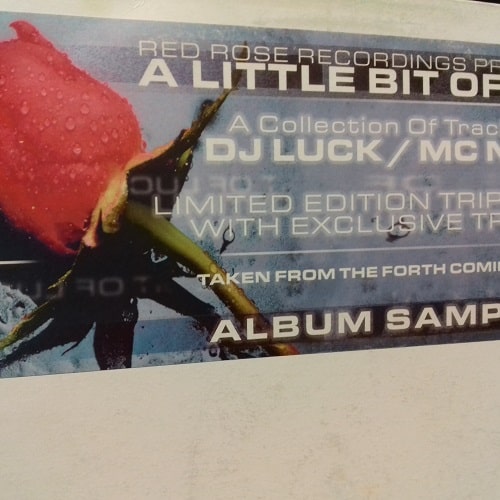 RED ROSE RECORDINGS PR
A LITTLE BIT OF
A Collection Of Trac
DJ LUCK / MC N
LIMITED EDITION TRIP
WITH EXCLUSIVE TR
TAKEN FROM THE FORTH COMIN
ALBUM SAMP